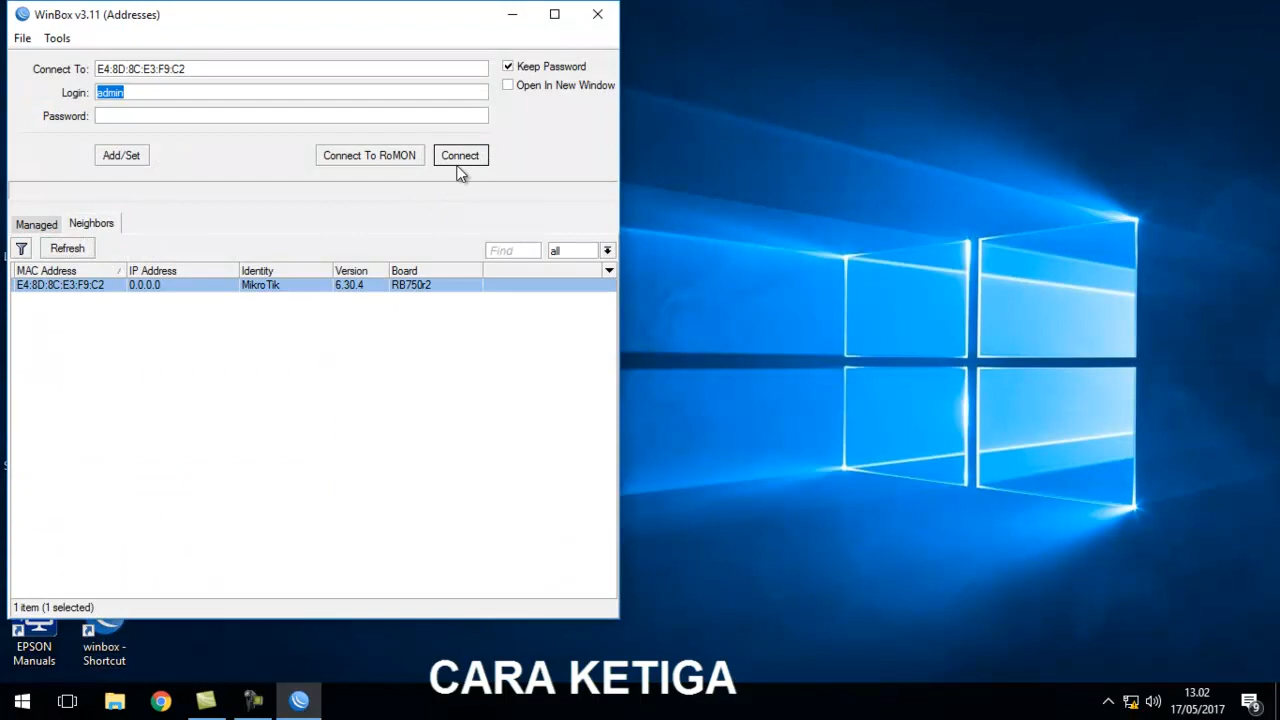 WinBox v3.11 (Addresses)
File Tools
Connect To: E4:8D:8C:E3:F9:C2
Keep Password
Open In New Window
Login: admin
Password:
Add/Set Connect To RoMON Connect
Managed Neighbors
Refresh Find all
MAC Address IP Address Identity Version Board
E4:8D:8C:E3:F9:C2 0.0.0.0 MikroTik 6.30.4 RB750r2
1 item (1 selected)
EPSON Manuals
winbox - Shortcut
CARA KETIGA
13.02
17/05/2017
9